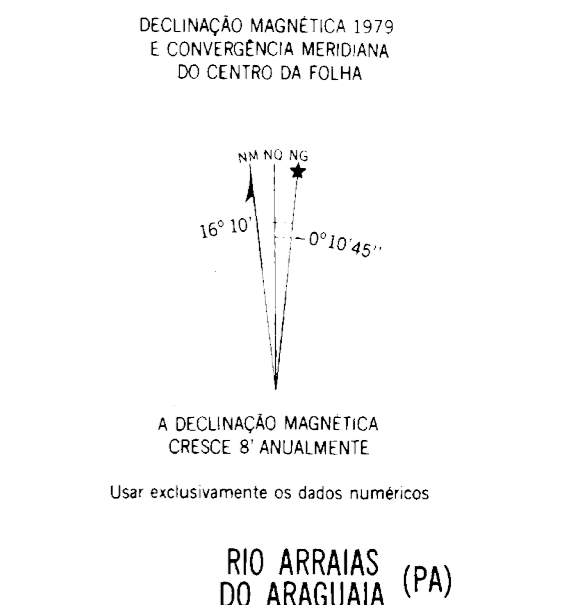 DECLINAÇÃO MAGNÉTICA 1979
E CONVERGÊNCIA MERIDIANA
DO CENTRO DA FOLHA
NM NQ NG
16° 10'
0°10'45''
A DECLINAÇÃO MAGNÉTICA
CRESCE 8' ANUALMENTE
Usar exclusivamente os dados numéricos
RIO ARRAIAS
DO ARAGUAIA (PA)